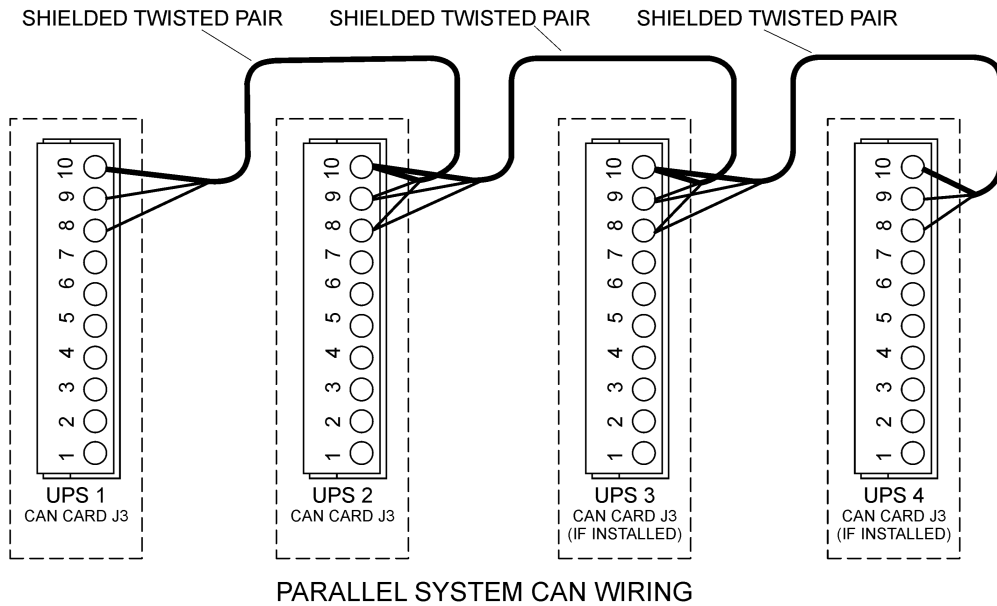 SHIELDED TWISTED PAIR
SHIELDED TWISTED PAIR
SHIELDED TWISTED PAIR
10
9
8
7
6
5
4
3
2
1
UPS 1
CAN CARD J3
10
9
8
7
6
5
4
3
2
1
UPS 2
CAN CARD J3
10
9
8
7
6
5
4
3
2
1
UPS 3
CAN CARD J3
(IF INSTALLED)
10
9
8
7
6
5
4
3
2
1
UPS 4
CAN CARD J3
(IF INSTALLED)
PARALLEL SYSTEM CAN WIRING